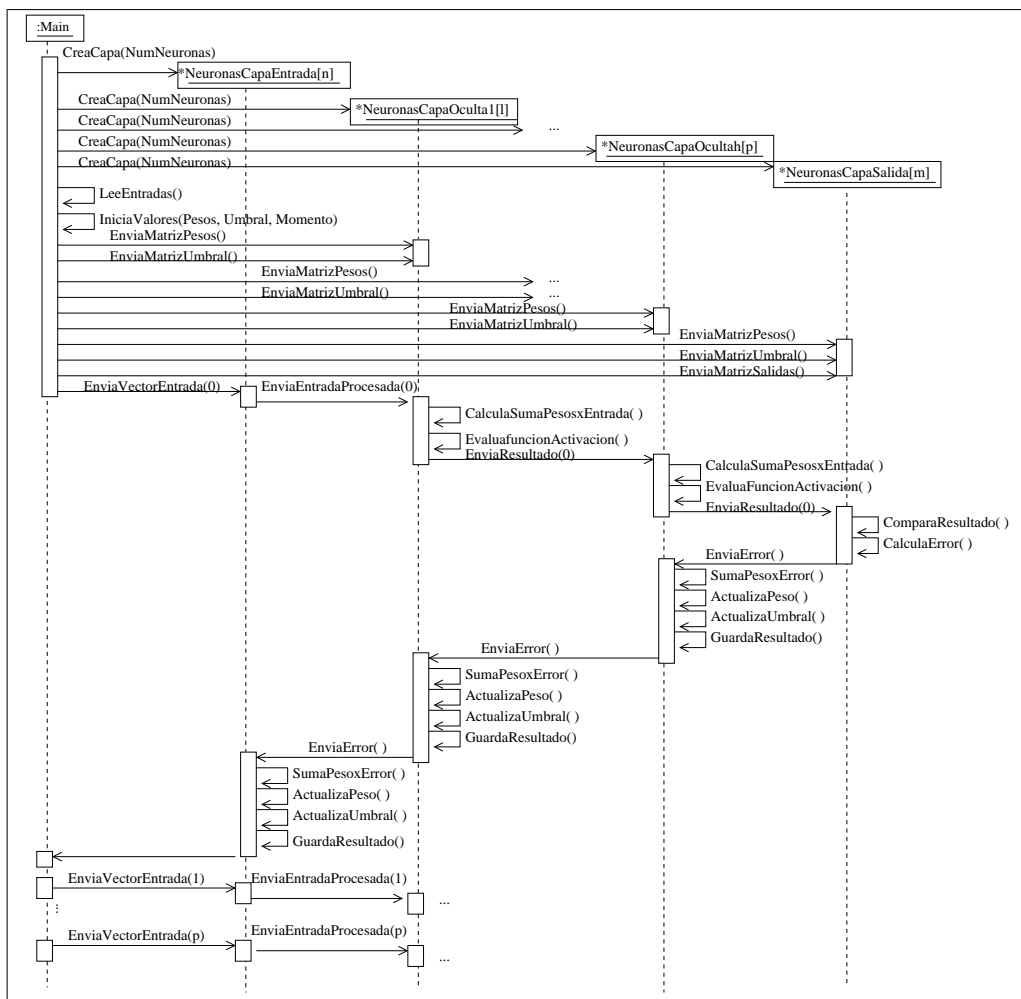 :Main
CreaCapa(NumNeuronas)
*NeuronasCapaEntrada[n]
CreaCapa(NumNeuronas)
*NeuronasCapaOculta1[l]
CreaCapa(NumNeuronas)
...
CreaCapa(NumNeuronas)
*NeuronasCapaOcultah[p]
CreaCapa(NumNeuronas)
*NeuronasCapaSalida[m]
LeeEntradas()
IniciaValores(Pesos, Umbral, Momento)
EnviaMatrizPesos()
EnviaMatrizUmbral()
EnviaMatrizPesos()
...
EnviaMatrizUmbral()
...
EnviaMatrizPesos()
EnviaMatrizUmbral()
EnviaMatrizPesos()
EnviaMatrizUmbral()
EnviaMatrizSalidas()
EnviaVectorEntrada(0)
EnviaEntradaProcesada(0)
CalculaSumaPesosxEntrada( )
EvaluafuncionActivacion( )
EnviaResultado(0)
CalculaSumaPesosxEntrada( )
EvaluaFuncionActivacion( )
EnviaResultado(0)
ComparaResultado( )
CalculaError( )
EnviaError( )
SumaPesoxError( )
ActualizaPeso( )
ActualizaUmbral( )
GuardaResultado()
EnviaError( )
SumaPesoxError( )
ActualizaPeso( )
ActualizaUmbral( )
GuardaResultado()
EnviaError( )
SumaPesoxError( )
ActualizaPeso( )
ActualizaUmbral( )
GuardaResultado()
EnviaVectorEntrada(1)
EnviaEntradaProcesada(1)
...
...
EnviaVectorEntrada(p)
EnviaEntradaProcesada(p)
...